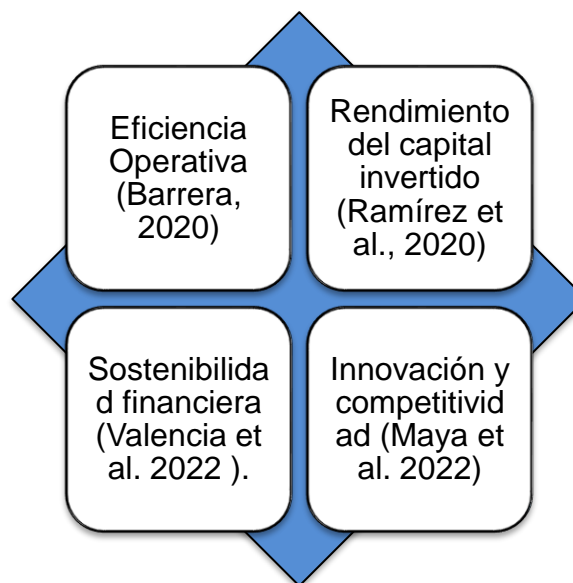 Eficiencia
Operativa
(Barrera,
2020)
Rendimiento
del capital
invertido
(Ramírez et
al., 2020)
Sostenibilida
d financiera
(Valencia et
al. 2022 ).
Innovación y
competitivid
ad (Maya et
al. 2022)